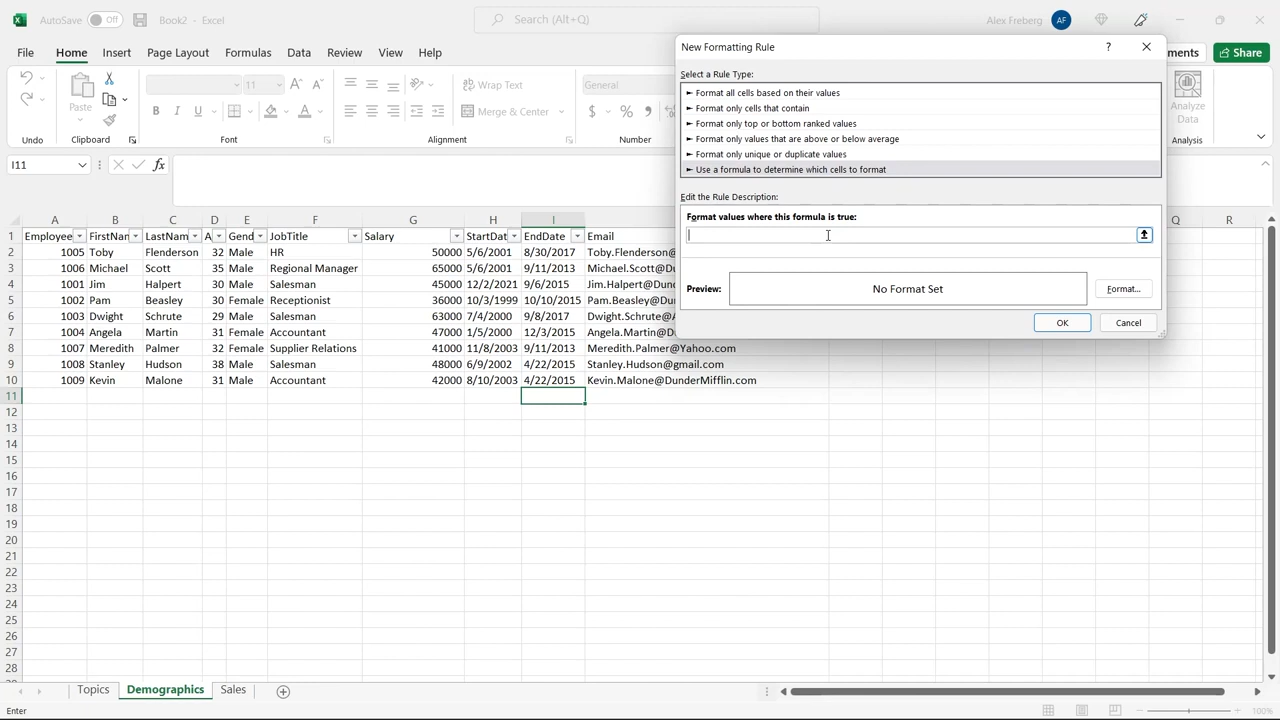 AutoSave Off Book2 - Excel Search (Alt+Q) Alex Freberg AF
File Home Insert Page Layout Formulas Data Review View Help ments Share
Undo Paste Clipboard 11 Font Wrap Text Merge & Center Alignment General Number Analyze Data Analysis
New Formatting Rule
Select a Rule Type:
► Format all cells based on their values
► Format only cells that contain
► Format only top or bottom ranked values
► Format only values that are above or below average
► Format only unique or duplicate values
► Use a formula to determine which cells to format
Edit the Rule Description:
Format values where this formula is true:
Preview: No Format Set Format...
OK Cancel
I11 fx
A B C D E F G H I Q R
1 Employee FirstNar LastNam A Gend JobTitle Salary StartDat EndDate Email
2 1005 Toby Flenderson 32 Male HR 50000 5/6/2001 8/30/2017 Toby.Flenderson@
3 1006 Michael Scott 35 Male Regional Manager 65000 5/6/2001 9/11/2013 Michael.Scott@D
4 1001 Jim Halpert 30 Male Salesman 45000 12/2/2021 9/6/2015 Jim.Halpert@Dund
5 1002 Pam Beasley 30 Female Receptionist 36000 10/3/1999 10/10/2015 Pam.Beasley@Du
6 1003 Dwight Schrute 29 Male Salesman 63000 7/4/2000 9/8/2017 Dwight.Schrute@A
7 1004 Angela Martin 31 Female Accountant 47000 1/5/2000 12/3/2015 Angela.Martin@D
8 1007 Meredith Palmer 32 Female Supplier Relations 41000 11/8/2003 9/11/2013 Meredith.Palmer@Yahoo.com
9 1008 Stanley Hudson 38 Male Salesman 48000 6/9/2002 4/22/2015 Stanley.Hudson@gmail.com
10 1009 Kevin Malone 31 Male Accountant 42000 8/10/2003 4/22/2015 Kevin.Malone@DunderMifflin.com
11
12
13
14
15
16
17
18
19
20
21
22
23
24
25
26
27
28
Topics Demographics Sales
Enter 100%